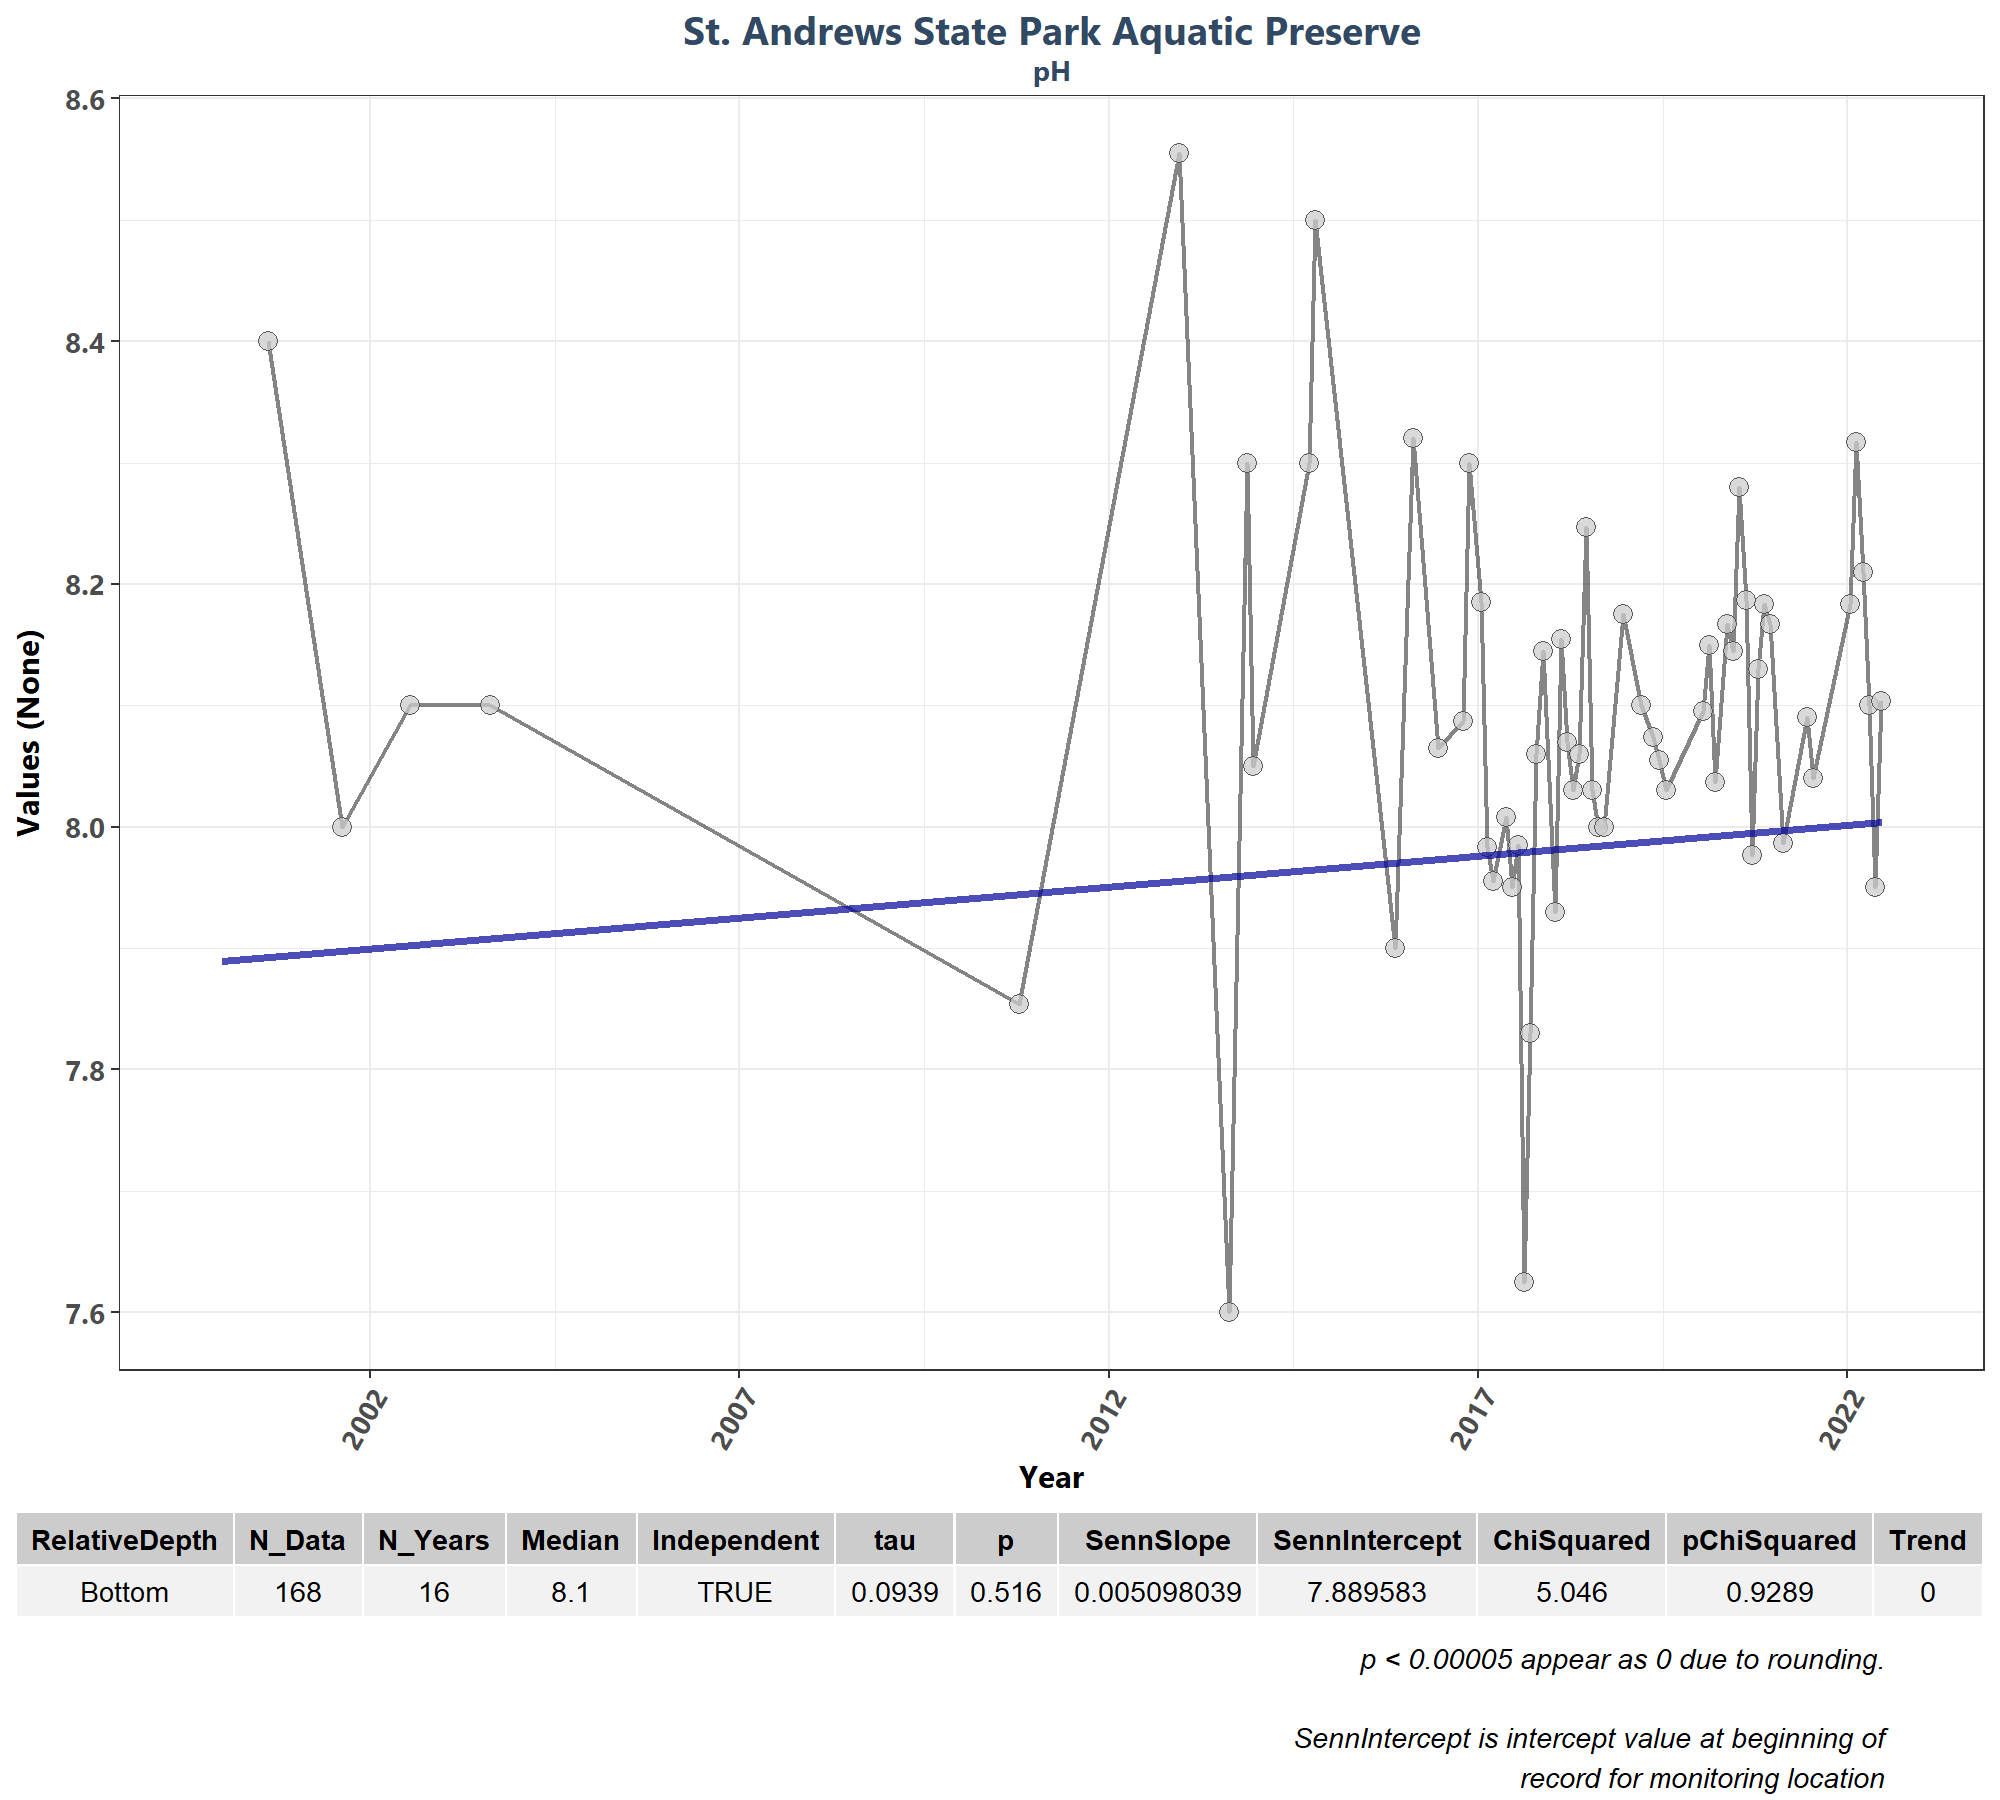 St. Andrews State Park Aquatic Preserve
pH
8.6
8.4
8.2
8.0
7.8
7.6
Values (None)
2002
2007
2012
2017
2022
Year
RelativeDepth N_Data N_Years Median Independent tau p SennSlope SennIntercept ChiSquared pChiSquared Trend
Bottom 168 16 8.1 TRUE 0.0939 0.516 0.005098039 7.889583 5.046 0.9289 0
p < 0.00005 appear as 0 due to rounding.
SennIntercept is intercept value at beginning of
record for monitoring location